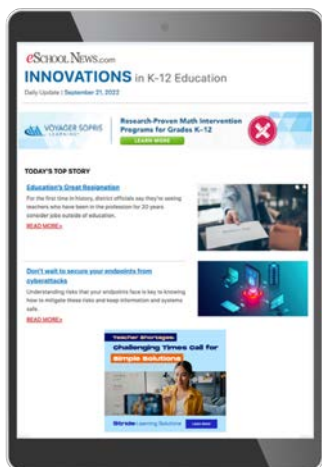 eSCHOOL NEWS.com
INNOVATIONS in K-12 Education
Daily Update | September 21, 2022
VOYAGER SOPRIS
LEARNING
Research-Proven Math Intervention
Programs for Grades K–12
LEARN MORE
TODAY'S TOP STORY
Education's Great Resignation
For the first time in history, district officials say they're seeing
teachers who have been in the profession for 20 years
consider jobs outside of education.
READ MORE»
Don't wait to secure your endpoints from
cyberattacks
Understanding risks that your endpoints face is key to knowing
how to mitigate these risks and keep information and systems
safe.
READ MORE»
Teacher Shortages:
Challenging Times Call for
Simple Solutions
Stride Learning Solutions
Learn More